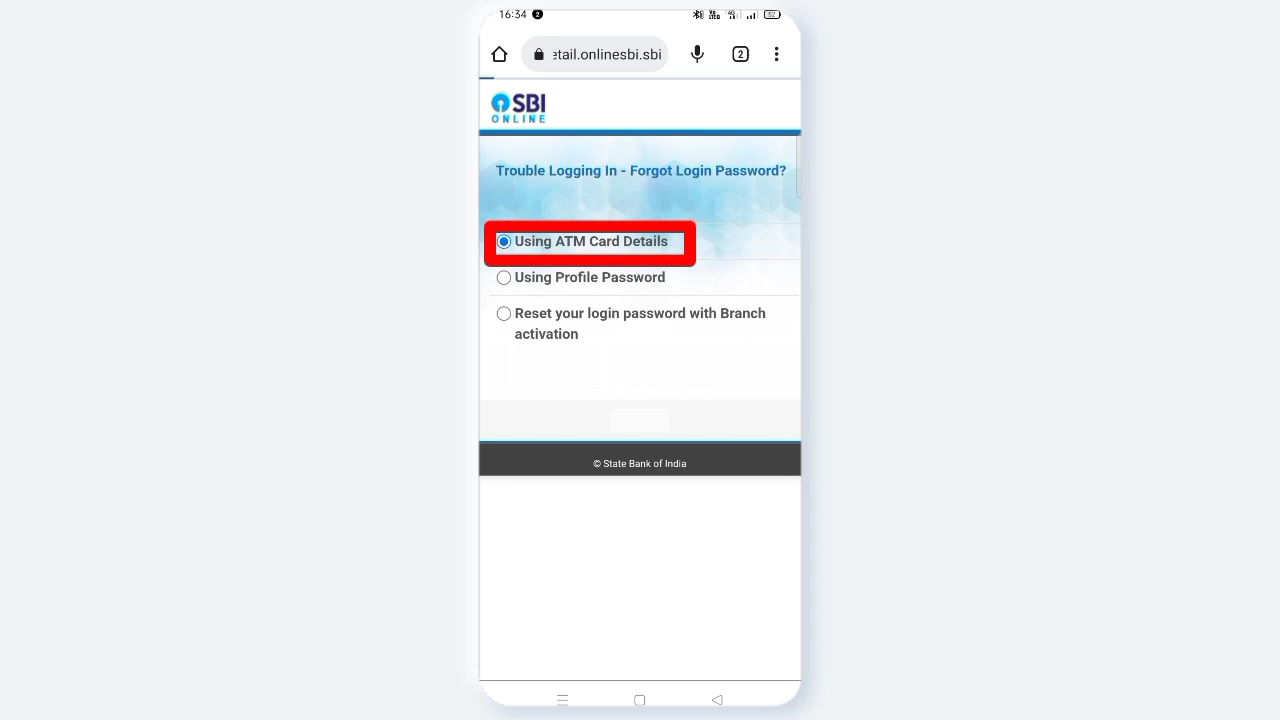 16:34 2
etail.onlinesbi.sbi 2
SBI
ONLINE
Trouble Logging In - Forgot Login Password?
Using ATM Card Details
Using Profile Password
Reset your login password with Branch
activation
© State Bank of India